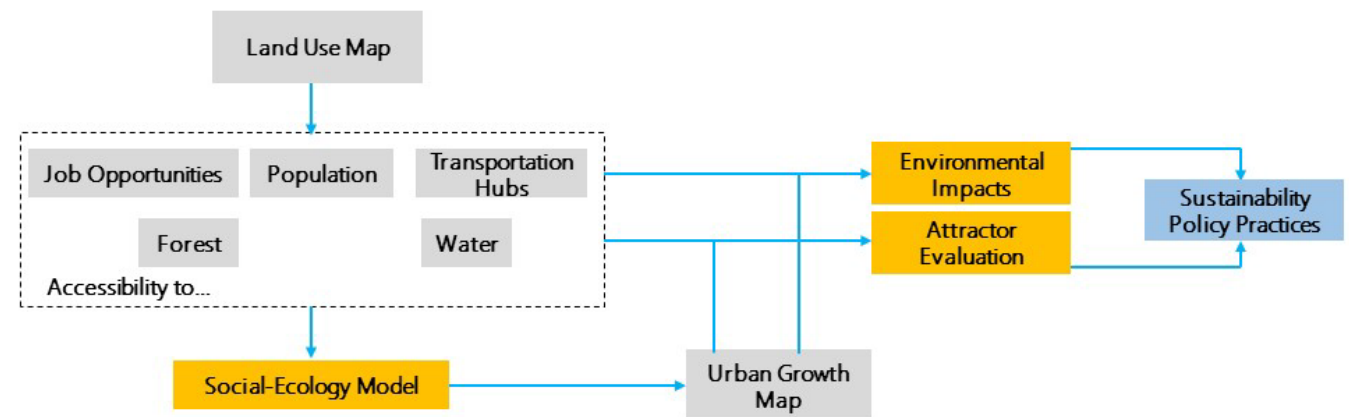 Land Use Map
Job Opportunities
Population
Transportation
Hubs
Forest
Water
Accessibility to...
Environmental
Impacts
Attractor
Evaluation
Sustainability
Policy Practices
Social-Ecology Model
Urban Growth
Map